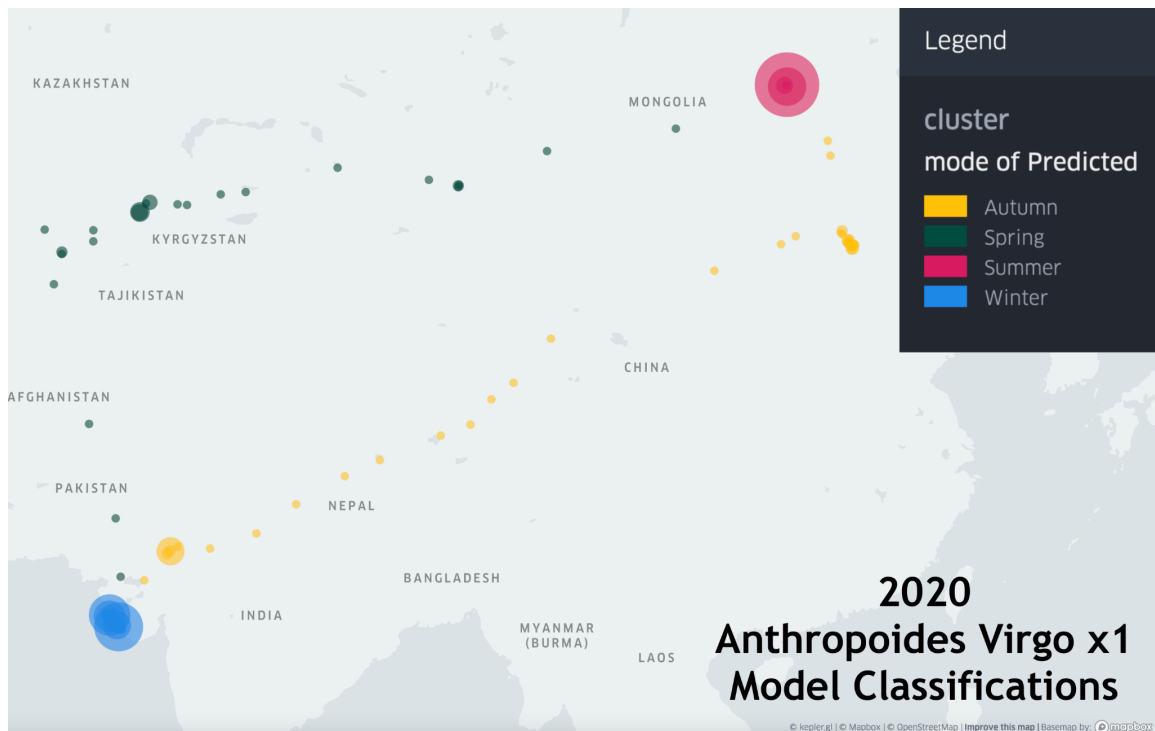 Legend
KAZAKHSTAN
MONGOLIA
cluster
mode of Predicted
Autumn
Spring
Summer
Winter
KYRGYZSTAN
TAJIKISTAN
CHINA
AFGHANISTAN
PAKISTAN
NEPAL
BANGLADESH
INDIA
MYANMAR
(BURMA)
LAOS
2020
Anthropoides Virgo x1
Model Classifications
© kepler.gl | © Mapbox | © OpenStreetMap | Improve this map | Basemap by: mapbox